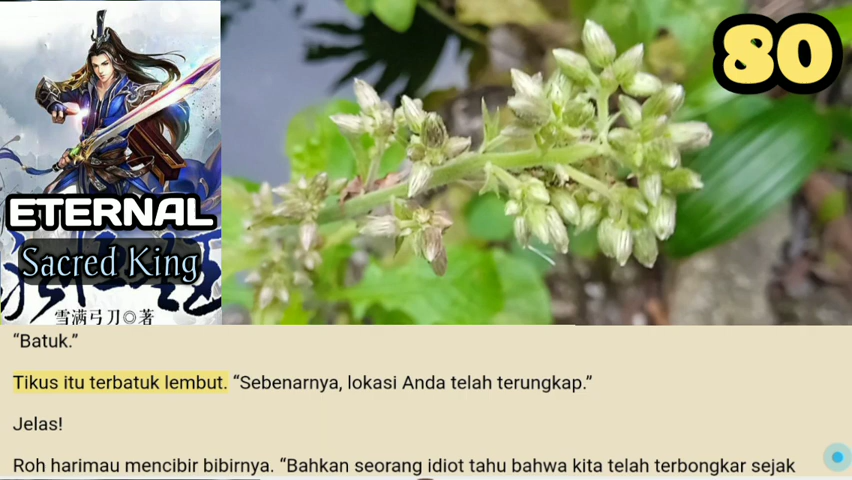 80
ETERNAL
Sacred King
雪满弓刀◎著
“Batuk.”
Tikus itu terbatuk lembut. “Sebenarnya, lokasi Anda telah terungkap.”
Jelas!
Roh harimau mencibir bibirnya. “Bahkan seorang idiot tahu bahwa kita telah terbongkar sejak